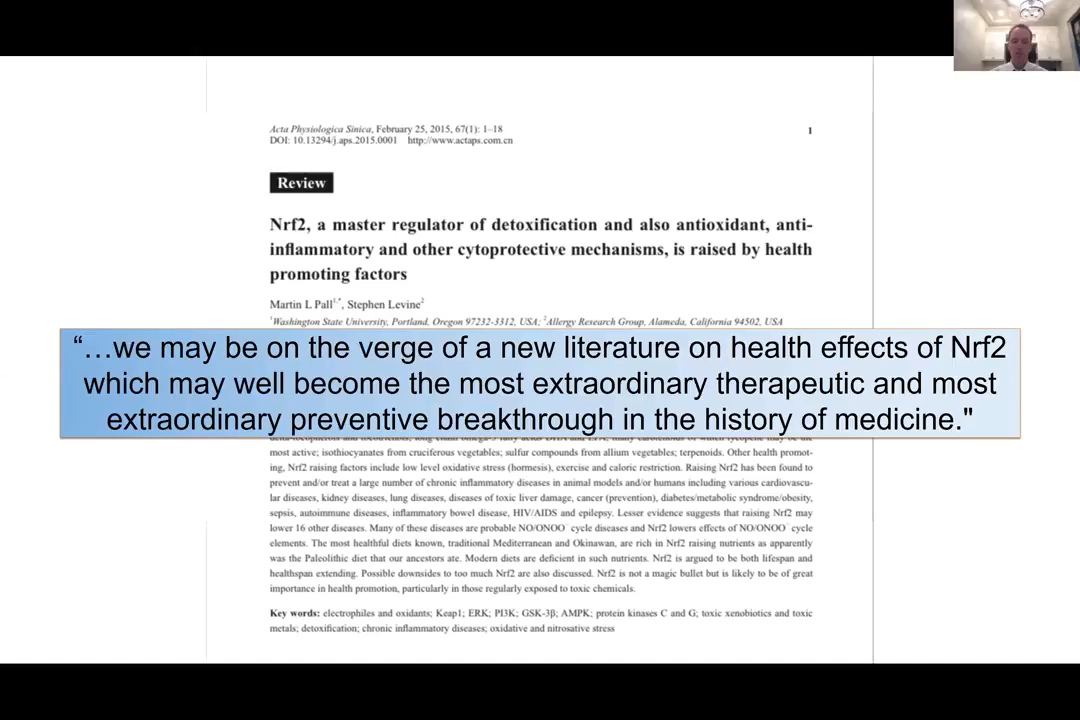 Acta Physiologica Sinica, February 25, 2015, 67(1): 1–18
1
DOI: 10.13294/j.aps.2015.0001 http://www.actaps.com.cn
Review
Nrf2, a master regulator of detoxification and also antioxidant, anti-
inflammatory and other cytoprotective mechanisms, is raised by health
promoting factors
Martin L Pall1,*, Stephen Levine2
1Washington State University, Portland, Oregon 97232-3312, USA; 2Allergy Research Group, Alameda, California 94502, USA
“…we may be on the verge of a new literature on health effects of Nrf2
which may well become the most extraordinary therapeutic and most
extraordinary preventive breakthrough in the history of medicine."
most active; isothiocyanates from cruciferous vegetables; sulfur compounds from allium vegetables; terpenoids. Other health promot-
ing, Nrf2 raising factors include low level oxidative stress (hormesis), exercise and caloric restriction. Raising Nrf2 has been found to
prevent and/or treat a large number of chronic inflammatory diseases in animal models and/or humans including various cardiovascu-
lar diseases, kidney diseases, lung diseases, diseases of toxic liver damage, cancer (prevention), diabetes/metabolic syndrome/obesity,
sepsis, autoimmune diseases, inflammatory bowel disease, HIV/AIDS and epilepsy. Lesser evidence suggests that raising Nrf2 may
lower 16 other diseases. Many of these diseases are probable NO/ONOO⁻ cycle diseases and Nrf2 lowers effects of NO/ONOO⁻ cycle
elements. The most healthful diets known, traditional Mediterranean and Okinawan, are rich in Nrf2 raising nutrients as apparently
was the Paleolithic diet that our ancestors ate. Modern diets are deficient in such nutrients. Nrf2 is argued to be both lifespan and
healthspan extending. Possible downsides to too much Nrf2 are also discussed. Nrf2 is not a magic bullet but is likely to be of great
importance in health promotion, particularly in those regularly exposed to toxic chemicals.
Key words: electrophiles and oxidants; Keap1; ERK; PI3K; GSK-3β; AMPK; protein kinases C and G; toxic xenobiotics and toxic
metals; detoxification; chronic inflammatory diseases; oxidative and nitrosative stress